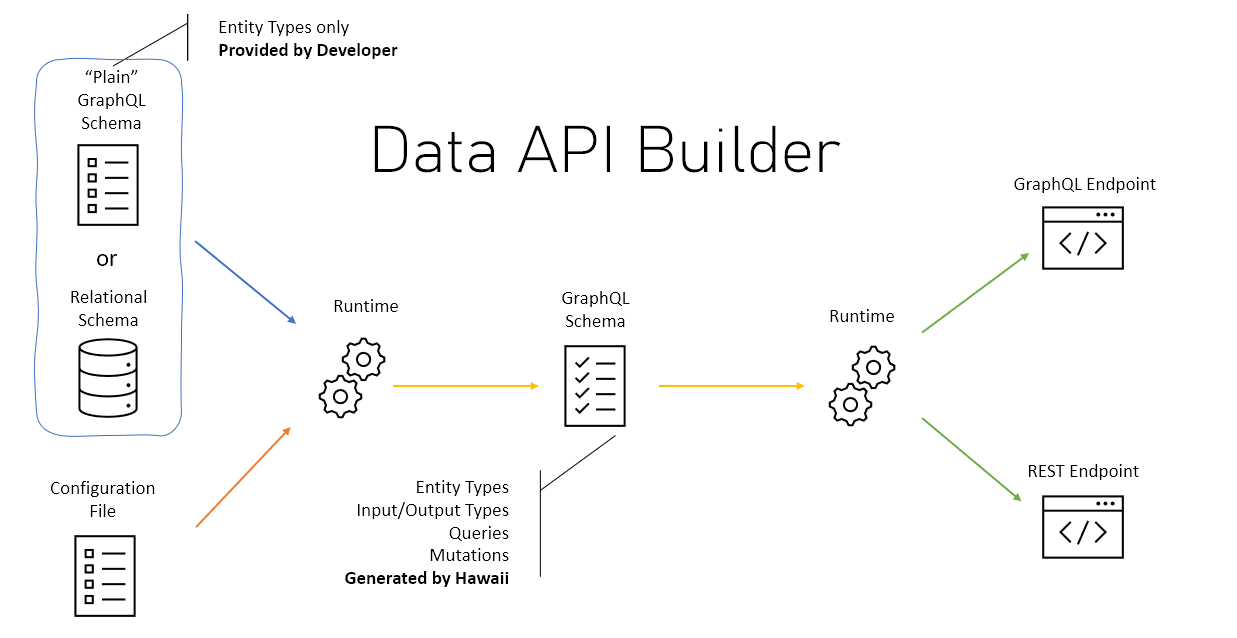 Entity Types only
Provided by Developer
“Plain”
GraphQL
Schema
or
Relational
Schema
Configuration
File
Data API Builder
Runtime
GraphQL
Schema
Entity Types
Input/Output Types
Queries
Mutations
Generated by Hawaii
Runtime
GraphQL Endpoint
</>
REST Endpoint
</>